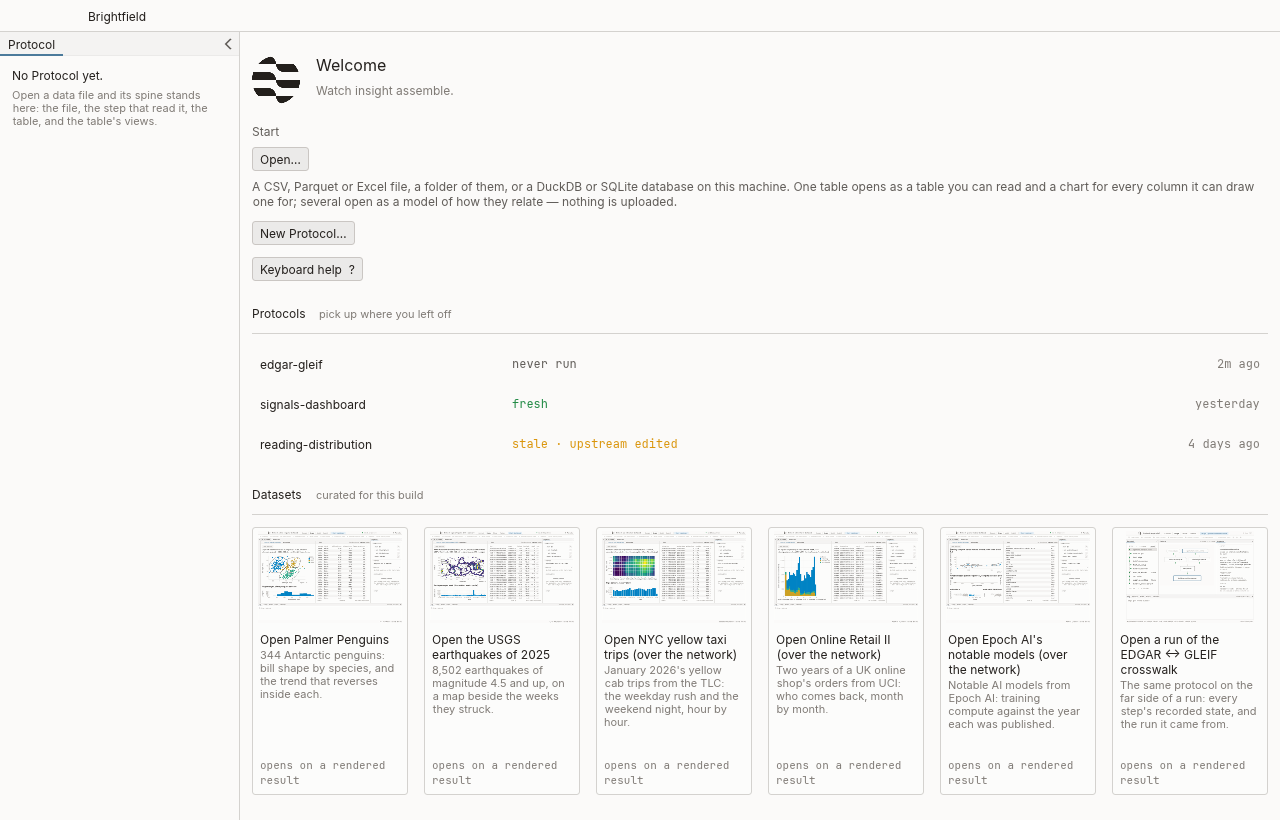 Brightfield
Protocol
No Protocol yet.
Open a data file and its spine stands
here: the file, the step that read it, the
table, and the table's views.
Welcome
Watch insight assemble.
Start
Open...
A CSV, Parquet or Excel file, a folder of them, or a DuckDB or SQLite database on this machine. One table opens as a table you can read and a chart for every column it can draw
one for; several open as a model of how they relate — nothing is uploaded.
New Protocol...
Keyboard help ?
Protocols pick up where you left off
edgar-gleif never run 2m ago
signals-dashboard fresh yesterday
reading-distribution stale · upstream edited 4 days ago
Datasets curated for this build
Open Palmer Penguins
344 Antarctic penguins:
bill shape by species, and
the trend that reverses
inside each.
opens on a rendered
result
Open the USGS
earthquakes of 2025
8,502 earthquakes of
magnitude 4.5 and up, on
a map beside the weeks
they struck.
opens on a rendered
result
Open NYC yellow taxi
trips (over the network)
January 2026's yellow
cab trips from the TLC:
the weekday rush and the
weekend night, hour by
hour.
opens on a rendered
result
Open Online Retail II
(over the network)
Two years of a UK online
shop's orders from UCI:
who comes back, month
by month.
opens on a rendered
result
Open Epoch AI's
notable models (over
the network)
Notable AI models from
Epoch AI: training
compute against the year
each was published.
opens on a rendered
result
Open a run of the
EDGAR ↔ GLEIF
crosswalk
The same protocol on the
far side of a run: every
step's recorded state, and
the run it came from.
opens on a rendered
result